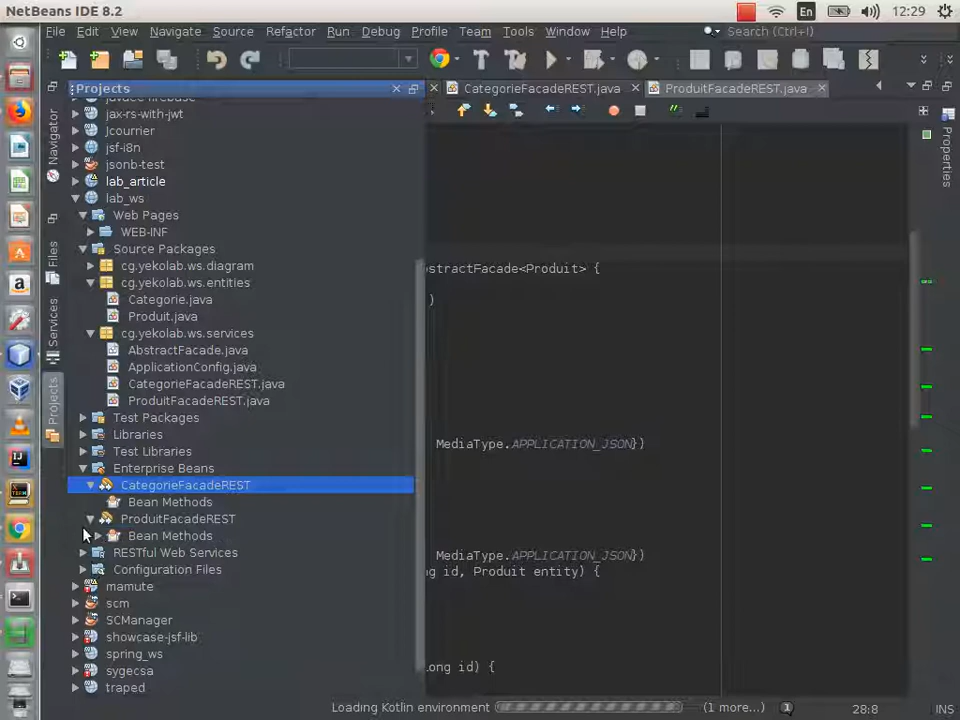 NetBeans IDE 8.2
En
12:29
File Edit View Navigate Source Refactor Run Debug Profile Team Tools Window Help
Search (Ctrl+I)
Projects
CategorieFacadeREST.java
ProduitFacadeREST.java
Navigator
Files
Services
Projects
Properties
jax-rs-with-jwt
Jcourrier
jsf-i8n
jsonb-test
lab_article
lab_ws
Web Pages
WEB-INF
Source Packages
cg.yekolab.ws.diagram
cg.yekolab.ws.entities
Categorie.java
Produit.java
cg.yekolab.ws.services
AbstractFacade.java
ApplicationConfig.java
CategorieFacadeREST.java
ProduitFacadeREST.java
Test Packages
Libraries
Test Libraries
Enterprise Beans
CategorieFacadeREST
Bean Methods
ProduitFacadeREST
Bean Methods
RESTful Web Services
Configuration Files
mamute
scm
SCManager
showcase-jsf-lib
spring_ws
sygecsa
traped
stractFacade<Produit> {
)
MediaType.APPLICATION_JSON})
MediaType.APPLICATION_JSON})
ng id, Produit entity) {
ong id) {
Loading Kotlin environment
(1 more...)
1
28:8
INS